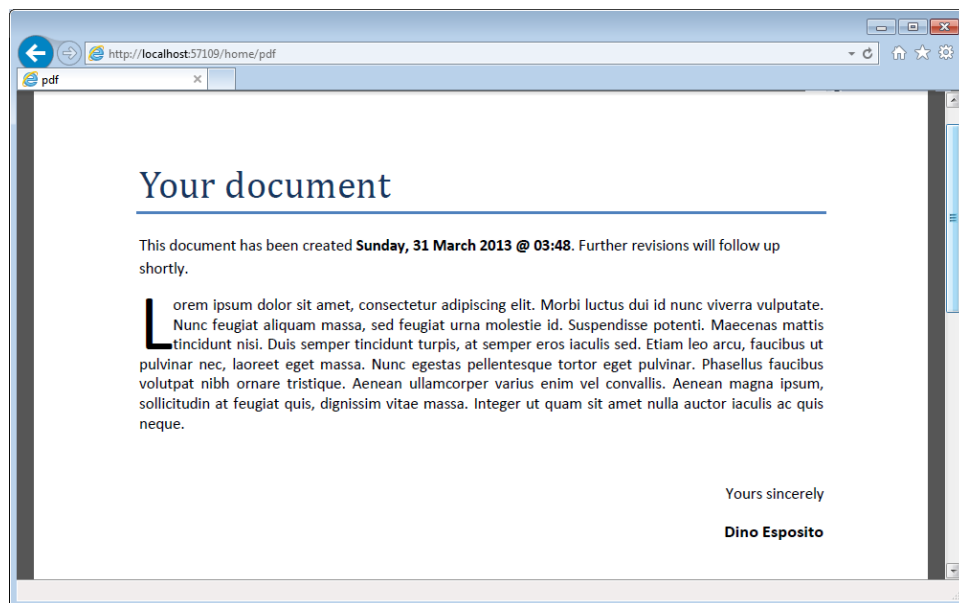 http://localhost:57109/home/pdf
pdf
Your document
This document has been created Sunday, 31 March 2013 @ 03:48. Further revisions will follow up
shortly.
Lorem ipsum dolor sit amet, consectetur adipiscing elit. Morbi luctus dui id nunc viverra vulputate.
Nunc feugiat aliquam massa, sed feugiat urna molestie id. Suspendisse potenti. Maecenas mattis
tincidunt nisi. Duis semper tincidunt turpis, at semper eros iaculis sed. Etiam leo arcu, faucibus ut
pulvinar nec, laoreet eget massa. Nunc egestas pellentesque tortor eget pulvinar. Phasellus faucibus
volutpat nibh ornare tristique. Aenean ullamcorper varius enim vel convallis. Aenean magna ipsum,
sollicitudin at feugiat quis, dignissim vitae massa. Integer ut quam sit amet nulla auctor iaculis ac quis
neque.
Yours sincerely
Dino Esposito